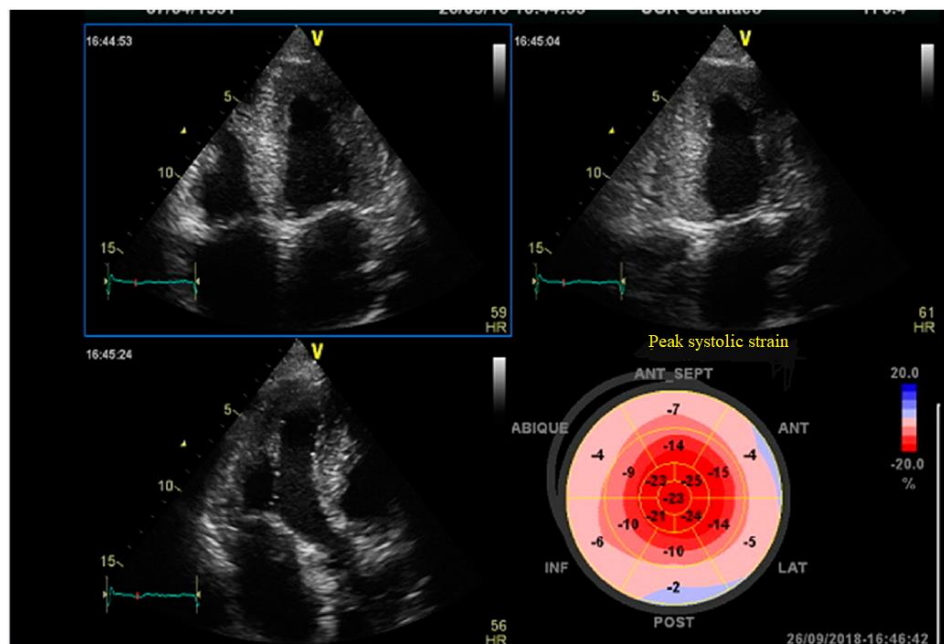 16:44:53
V
5
10
15
59
HR
16:45:04
V
5
10
15
61
HR
16:45:24
V
5
10
15
56
HR
Peak systolic strain
ANT_SEPT
ABIQUE
ANT
INF
LAT
POST
-7
-4
-4
-14
-9
-15
-23
-25
-23
-21
-24
-10
-14
-6
-10
-5
-2
20.0
-20.0
%
26/09/2018-16:46:42